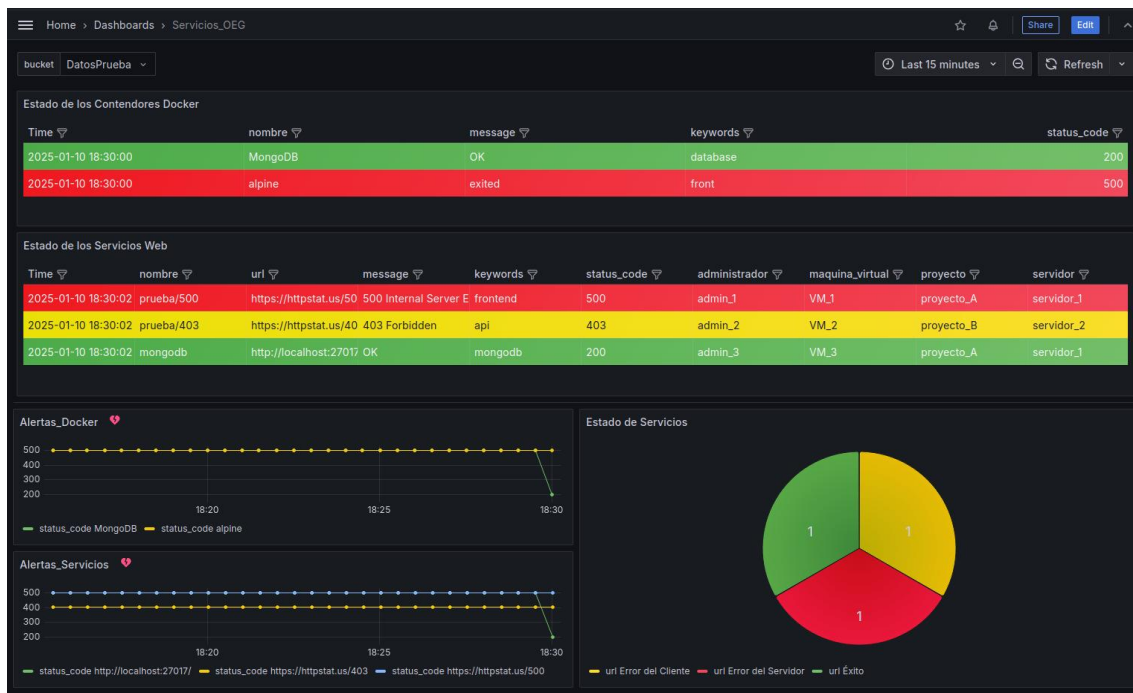 Home › Dashboards › Servicios_OEG
Share Edit
bucket DatosPrueba
Last 15 minutes Refresh
Estado de los Contendores Docker
Time nombre message keywords status_code
2025-01-10 18:30:00 MongoDB OK database 200
2025-01-10 18:30:00 alpine exited front 500
Estado de los Servicios Web
Time nombre url message keywords status_code administrador maquina_virtual proyecto servidor
2025-01-10 18:30:02 prueba/500 https://httpstat.us/50 500 Internal Server E frontend 500 admin_1 VM_1 proyecto_A servidor_1
2025-01-10 18:30:02 prueba/403 https://httpstat.us/40 403 Forbidden api 403 admin_2 VM_2 proyecto_B servidor_2
2025-01-10 18:30:02 mongodb http://localhost:27017 OK mongodb 200 admin_3 VM_3 proyecto_A servidor_1
Alertas_Docker
500
400
300
200
18:20 18:25 18:30
status_code MongoDB status_code alpine
Alertas_Servicios
500
400
300
200
18:20 18:25 18:30
status_code http://localhost:27017/ status_code https://httpstat.us/403 status_code https://httpstat.us/500
Estado de Servicios
1 1
1
url Error del Cliente url Error del Servidor url Éxito